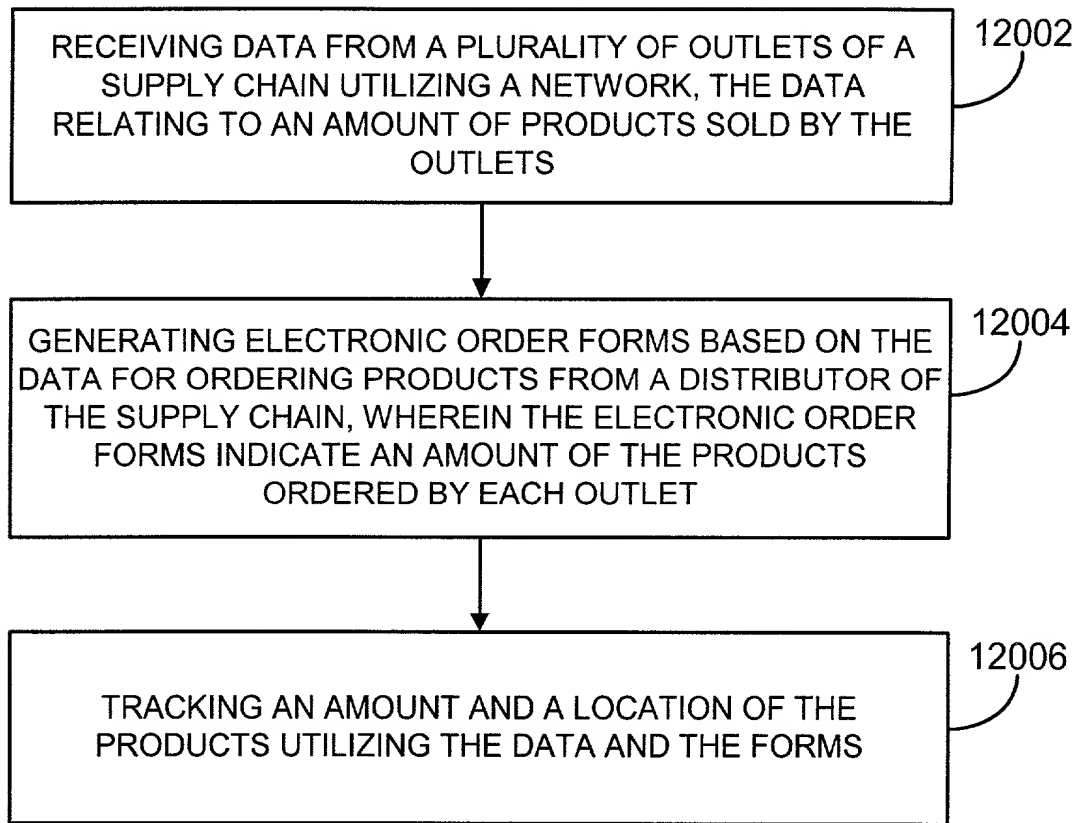 RECEIVING DATA FROM A PLURALITY OF OUTLETS OF A
SUPPLY CHAIN UTILIZING A NETWORK, THE DATA
RELATING TO AN AMOUNT OF PRODUCTS SOLD BY THE
OUTLETS
12002
GENERATING ELECTRONIC ORDER FORMS BASED ON THE
DATA FOR ORDERING PRODUCTS FROM A DISTRIBUTOR OF
THE SUPPLY CHAIN, WHEREIN THE ELECTRONIC ORDER
FORMS INDICATE AN AMOUNT OF THE PRODUCTS
ORDERED BY EACH OUTLET
12004
TRACKING AN AMOUNT AND A LOCATION OF THE
PRODUCTS UTILIZING THE DATA AND THE FORMS
12006